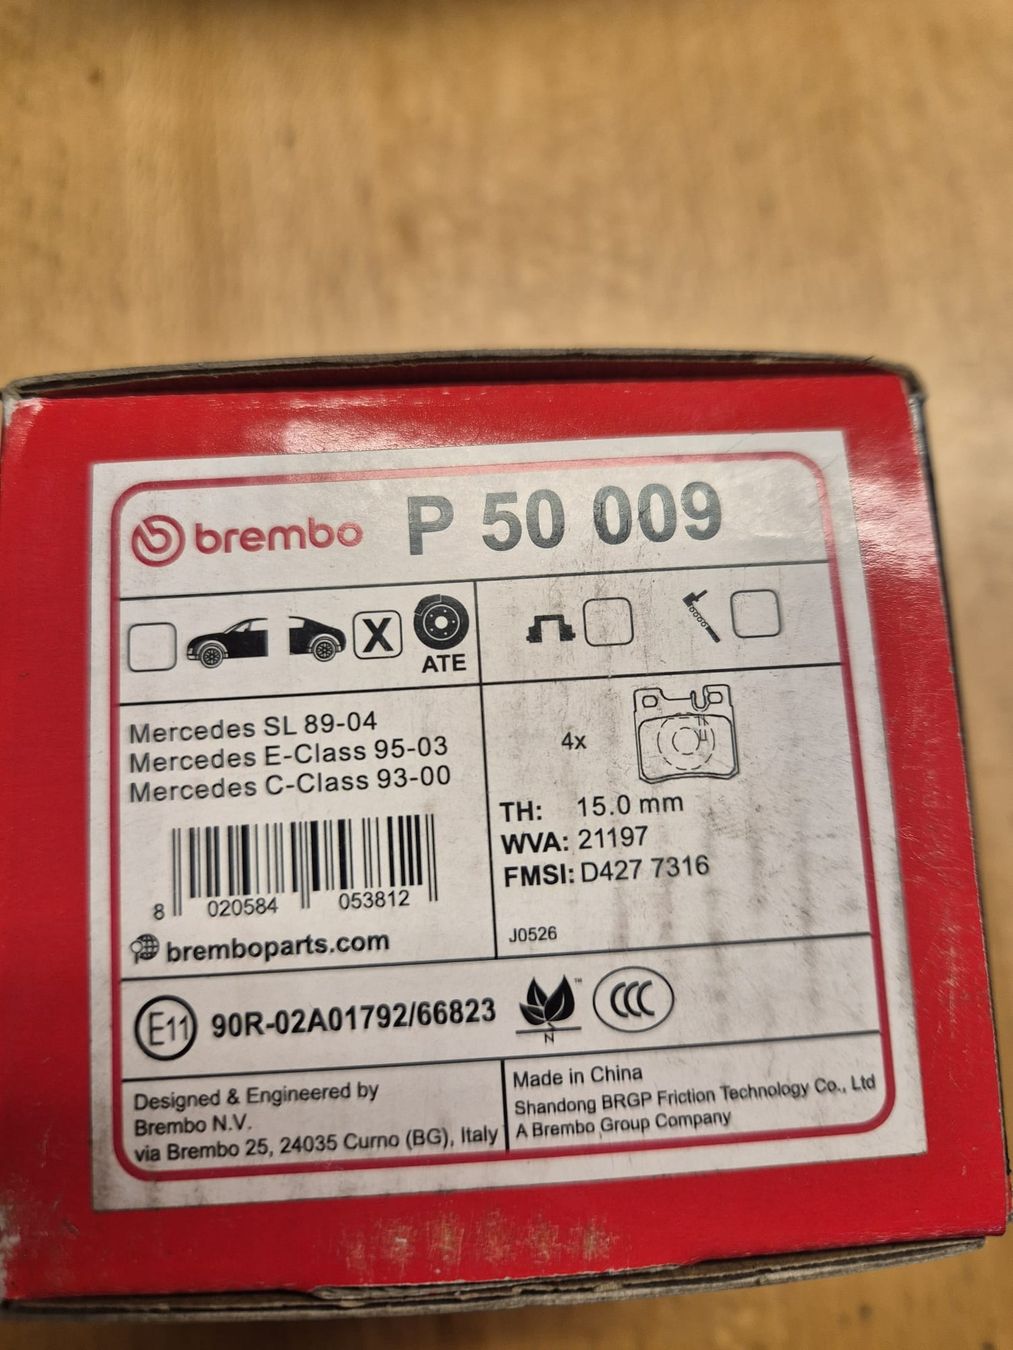 brembo P 50 009
X ATE
Mercedes SL 89-04
Mercedes E-Class 95-03
Mercedes C-Class 93-00
8 020584 053812
bremboparts.com
4x
TH: 15.0 mm
WVA: 21197
FMSI: D427 7316
J0526
E11 90R-02A01792/66823
™
N
CCC
Designed & Engineered by
Brembo N.V.
via Brembo 25, 24035 Curno (BG), Italy
Made in China
Shandong BRGP Friction Technology Co., Ltd
A Brembo Group Company